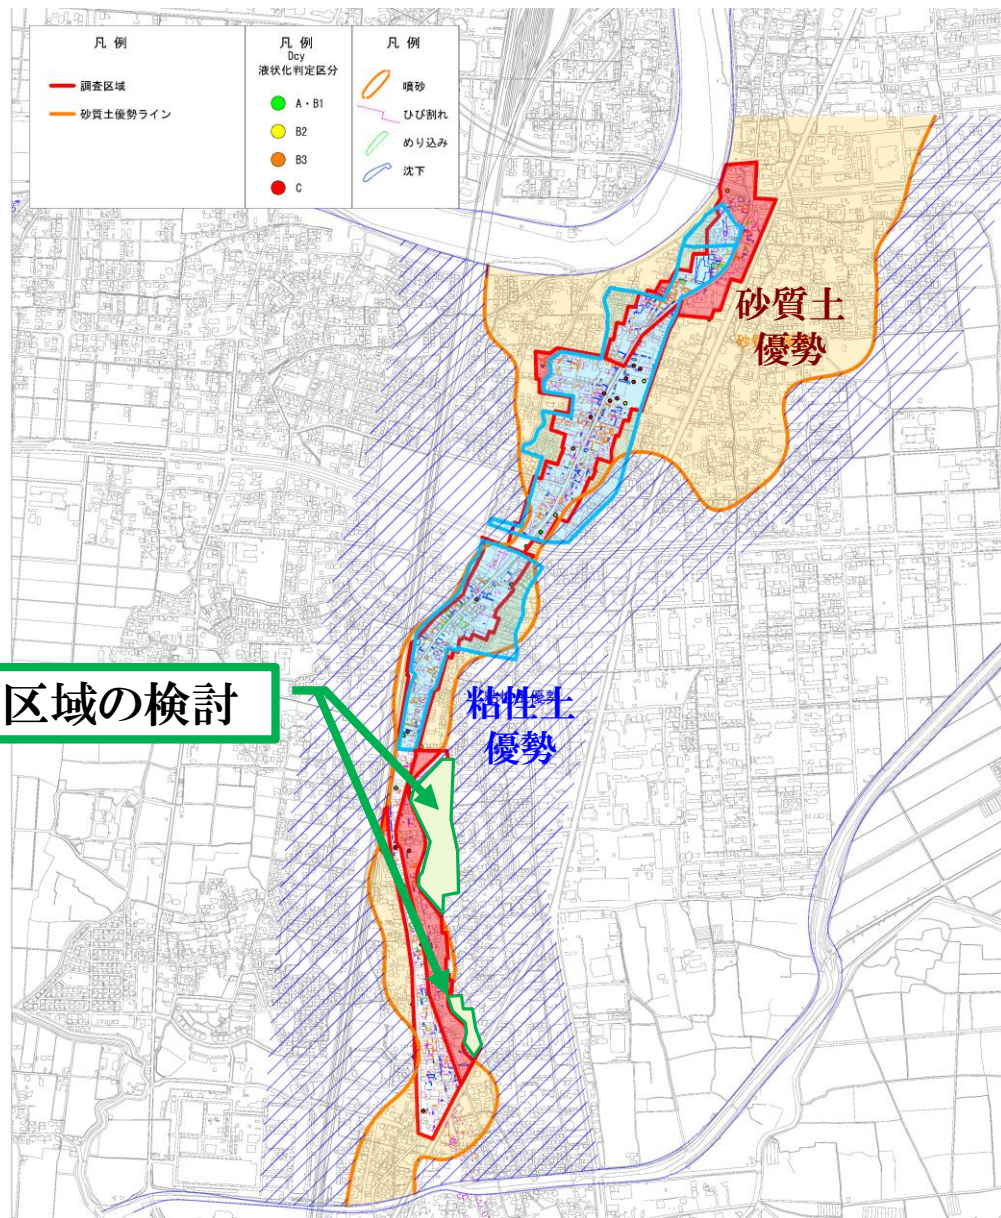 凡 例
調査区域
砂質土優勢ライン
凡 例
Dcy
液状化判定区分
A・B1
B2
B3
C
凡 例
噴砂
ひび割れ
めり込み
沈下
砂質土
優勢
区域の検討
粘性土
優勢